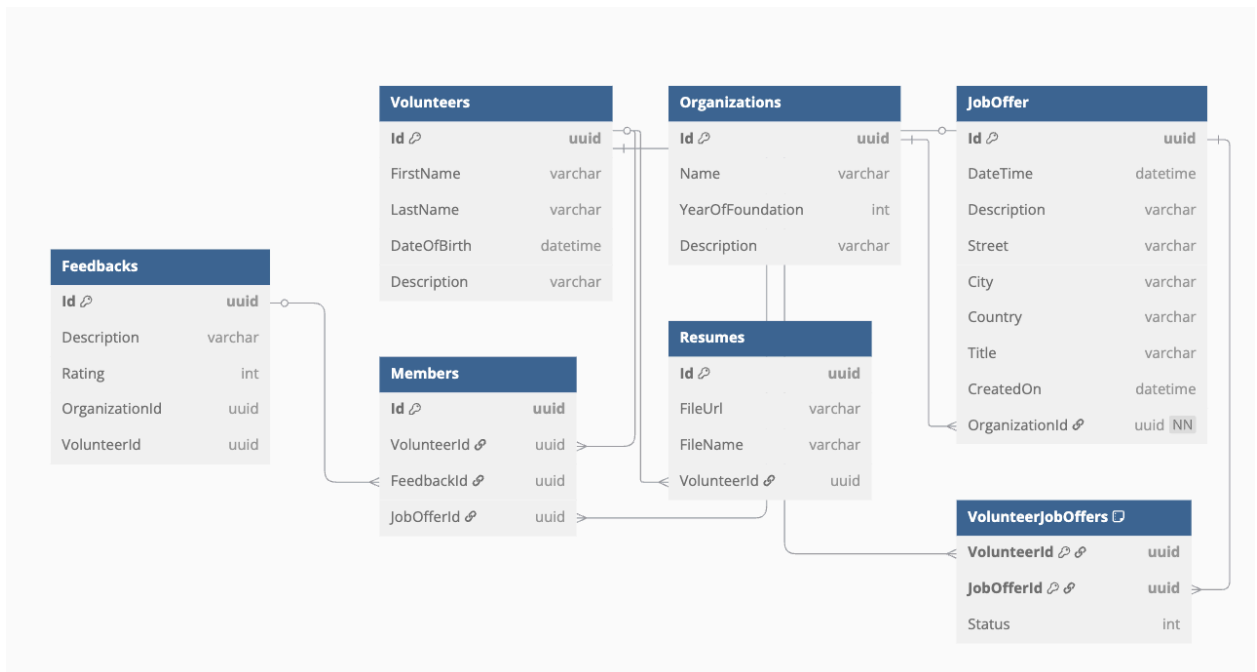 Volunteers
Id uuid
FirstName varchar
LastName varchar
DateOfBirth datetime
Description varchar
Organizations
Id uuid
Name varchar
YearOfFoundation int
Description varchar
JobOffer
Id uuid
DateTime datetime
Description varchar
Street varchar
City varchar
Country varchar
Title varchar
CreatedOn datetime
OrganizationId uuid NN
Feedbacks
Id uuid
Description varchar
Rating int
OrganizationId uuid
VolunteerId uuid
Members
Id uuid
VolunteerId uuid
FeedbackId uuid
JobOfferId uuid
Resumes
Id uuid
FileUrl varchar
FileName varchar
VolunteerId uuid
VolunteerJobOffers
VolunteerId uuid
JobOfferId uuid
Status int